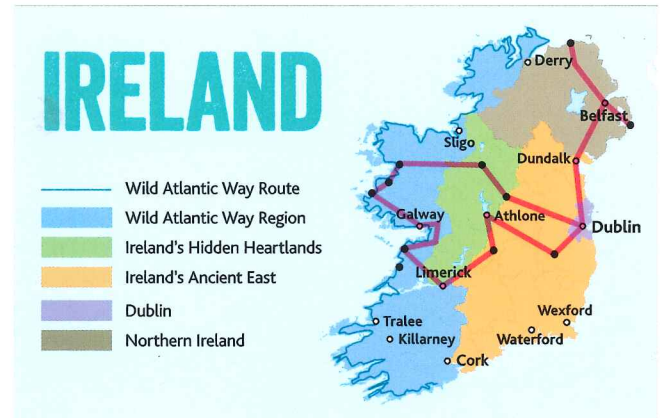 IRELAND
Wild Atlantic Way Route
Wild Atlantic Way Region
Ireland's Hidden Heartlands
Ireland's Ancient East
Dublin
Northern Ireland
Derry
Belfast
Sligo
Dundalk
Galway
Athlone
Dublin
Limerick
Wexford
Tralee
Waterford
Killarney
Cork